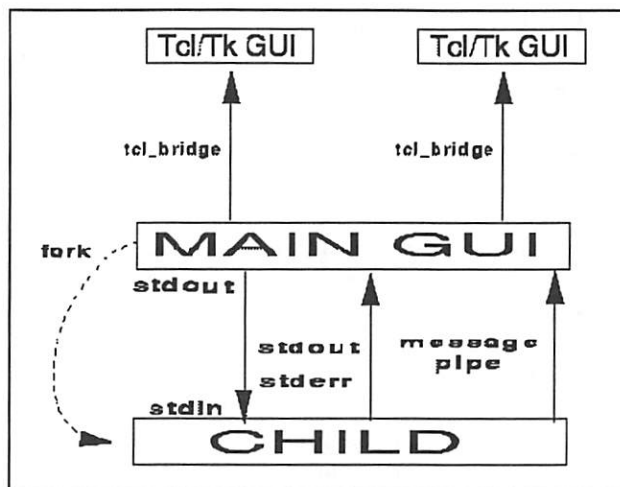 Tcl/Tk GUI
Tcl/Tk GUI
tcl_bridge
tcl_bridge
fork
MAIN GUI
stdout
stdout
stderr
message
pipe
stdin
CHILD